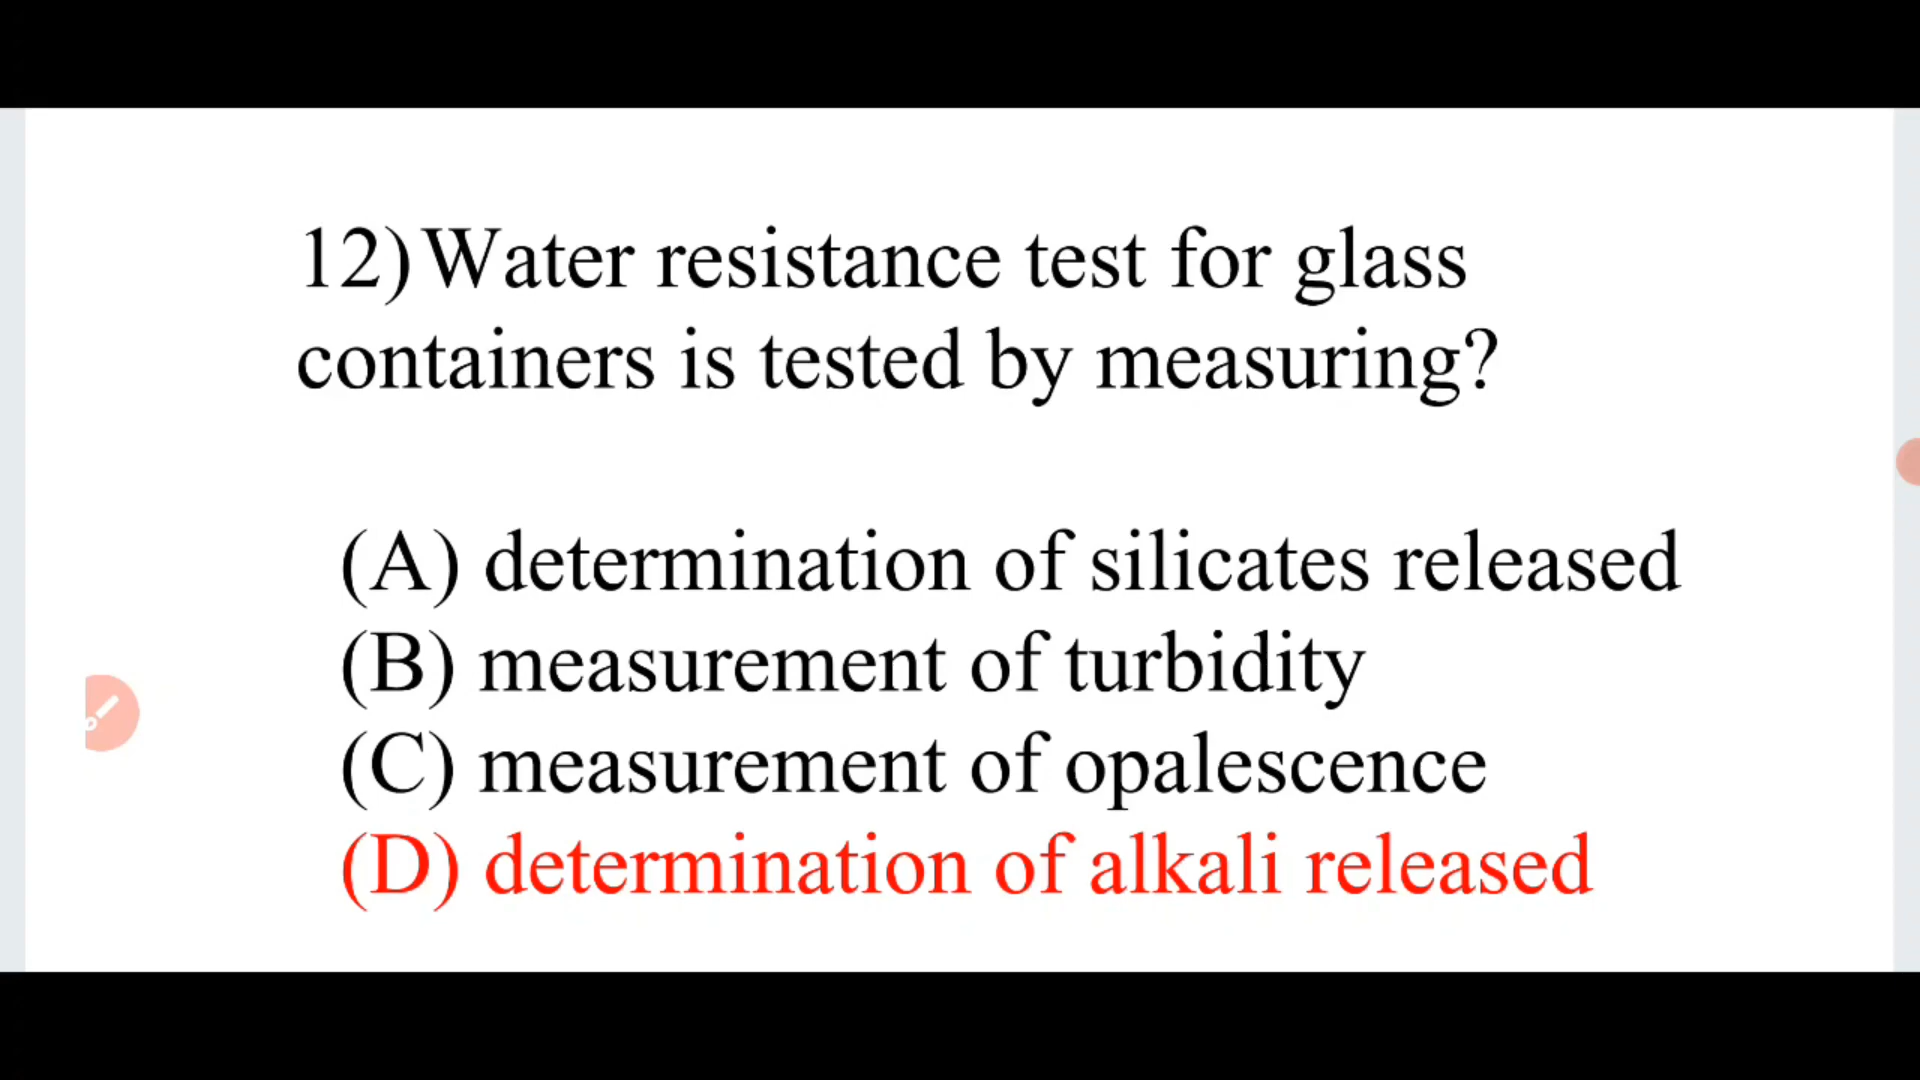 12) Water resistance test for glass
containers is tested by measuring?
(A) determination of silicates released
(B) measurement of turbidity
(C) measurement of opalescence
(D) determination of alkali released